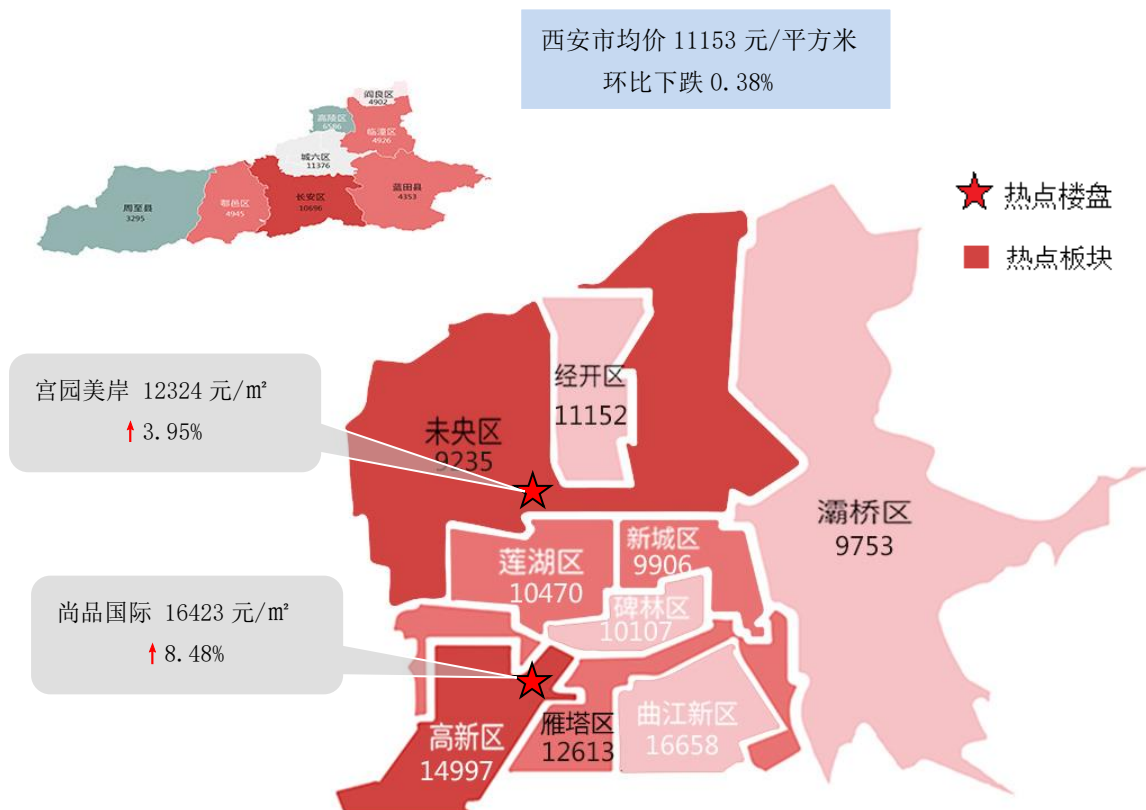 西安市均价 11153 元/平方米
环比下跌 0.38%
阎良区
4902
高陵区
6586
临潼区
4926
城六区
11376
蓝田县
4353
长安区
10696
鄠邑区
4945
周至县
3295
热点楼盘
热点板块
宫园美岸 12324 元/㎡
3.95%
经开区
11152
未央区
9235
灞桥区
9753
新城区
9906
莲湖区
10470
碑林区
10107
尚品国际 16423 元/㎡
8.48%
曲江新区
16658
雁塔区
12613
高新区
14997